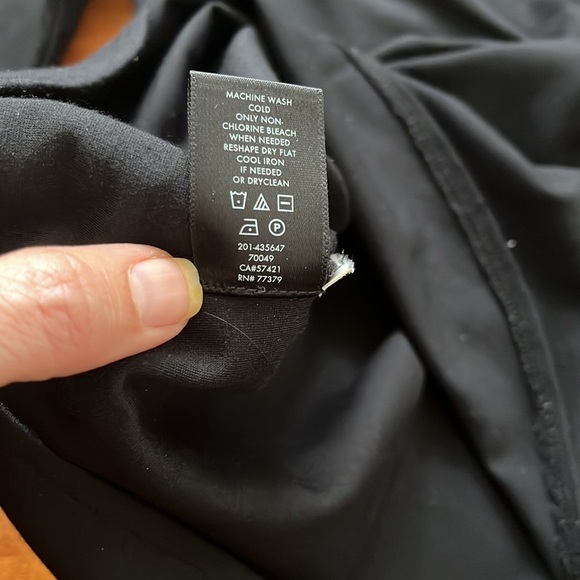 MACHINE WASH
COLD
ONLY NON-
CHLORINE BLEACH
WHEN NEEDED
RESHAPE DRY FLAT
COOL IRON
IF NEEDED
OR DRYCLEAN
P
201-435647
70049
CA#57421
RN# 77379